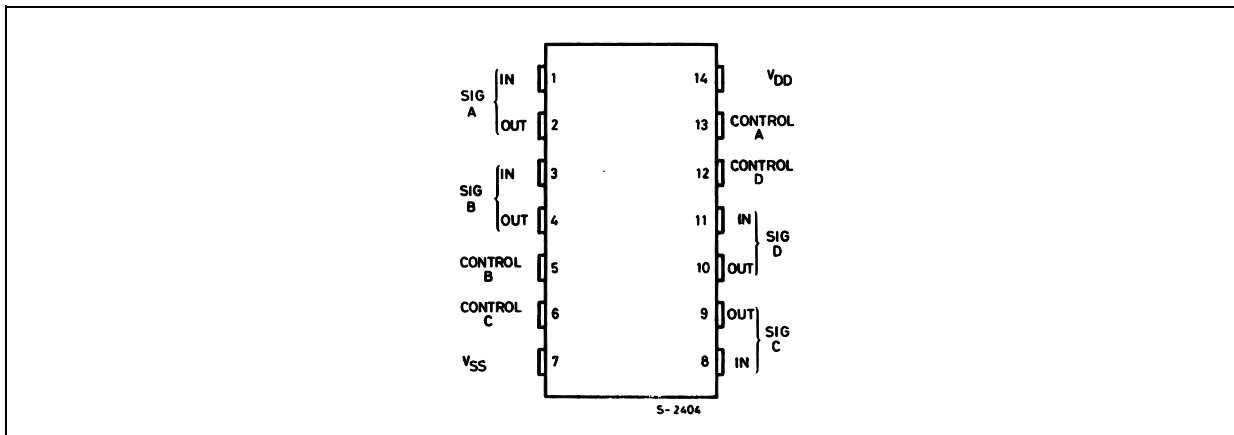 SIG A
IN 1
OUT 2
SIG B
IN 3
OUT 4
CONTROL B 5
CONTROL C 6
VSS 7
14 VDD
13 CONTROL A
12 CONTROL D
11 IN
SIG D
10 OUT
9 OUT
SIG C
8 IN
S-2404